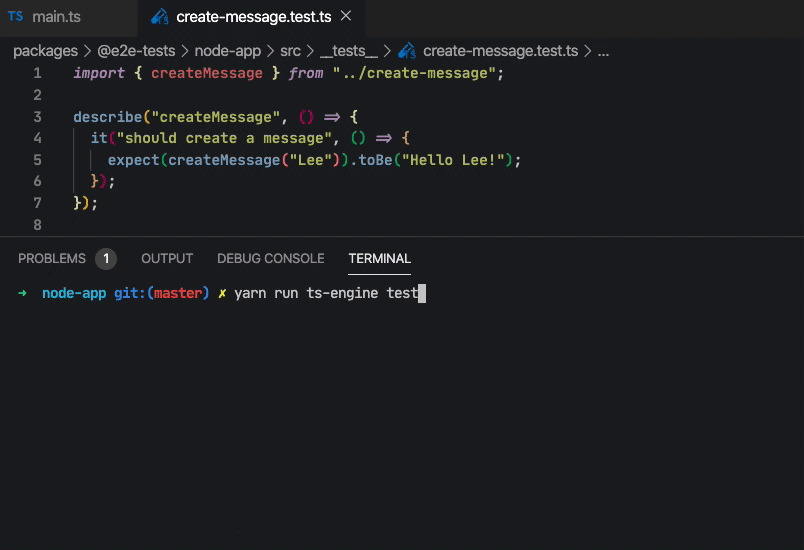 TS main.ts create-message.test.ts ×
packages > @e2e-tests > node-app > src > __tests__ > create-message.test.ts > ...
1 import { createMessage } from "../create-message";
2
3 describe("createMessage", () => {
4 it("should create a message", () => {
5 expect(createMessage("Lee")).toBe("Hello Lee!");
6 });
7 });
8
PROBLEMS 1 OUTPUT DEBUG CONSOLE TERMINAL
→ node-app git:(master) ✗ yarn run ts-engine test